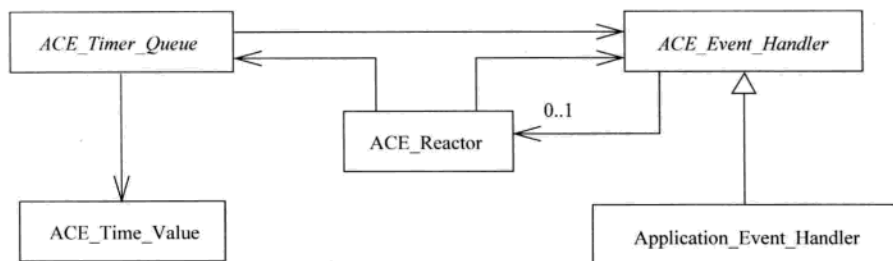 ACE_Timer_Queue
ACE_Event_Handler
0..1
ACE_Reactor
ACE_Time_Value
Application_Event_Handler